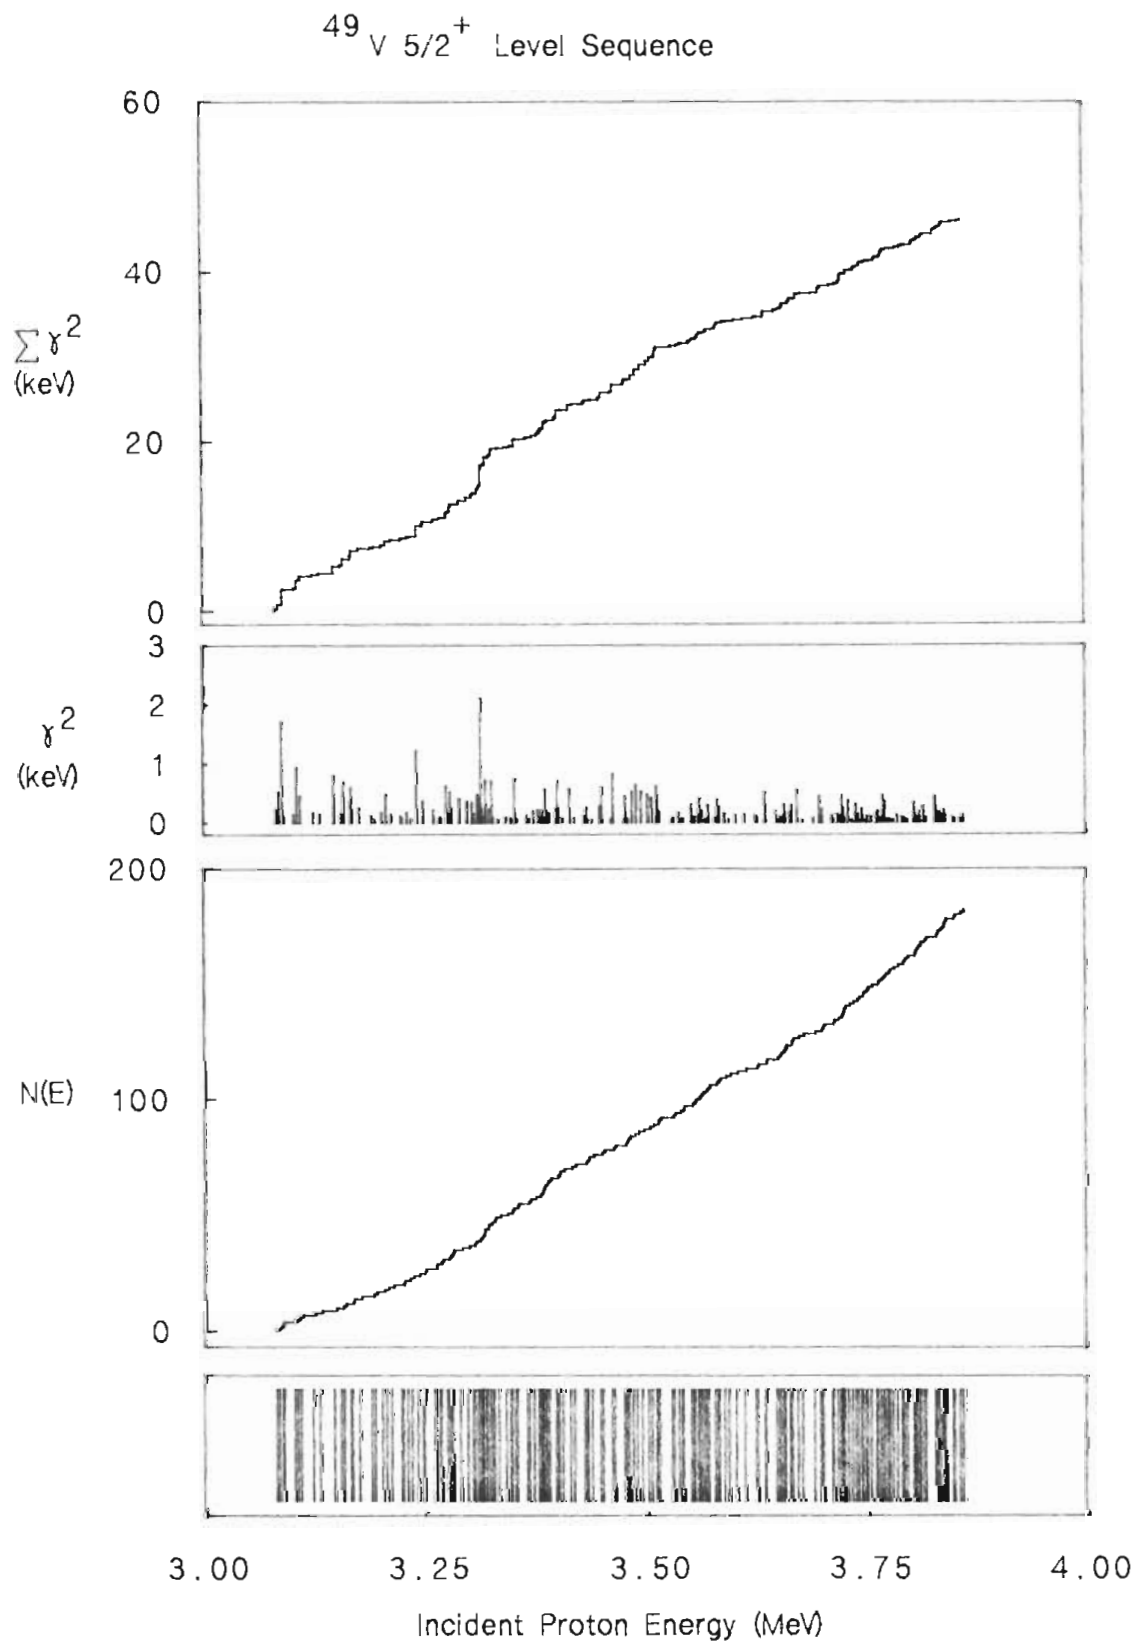 49V 5/2+ Level Sequence
60
40
Σγ2
(keV)
20
0
3
2
γ2
(keV)
1
0
200
N(E)
100
0
3.00 3.25 3.50 3.75 4.00
Incident Proton Energy (MeV)